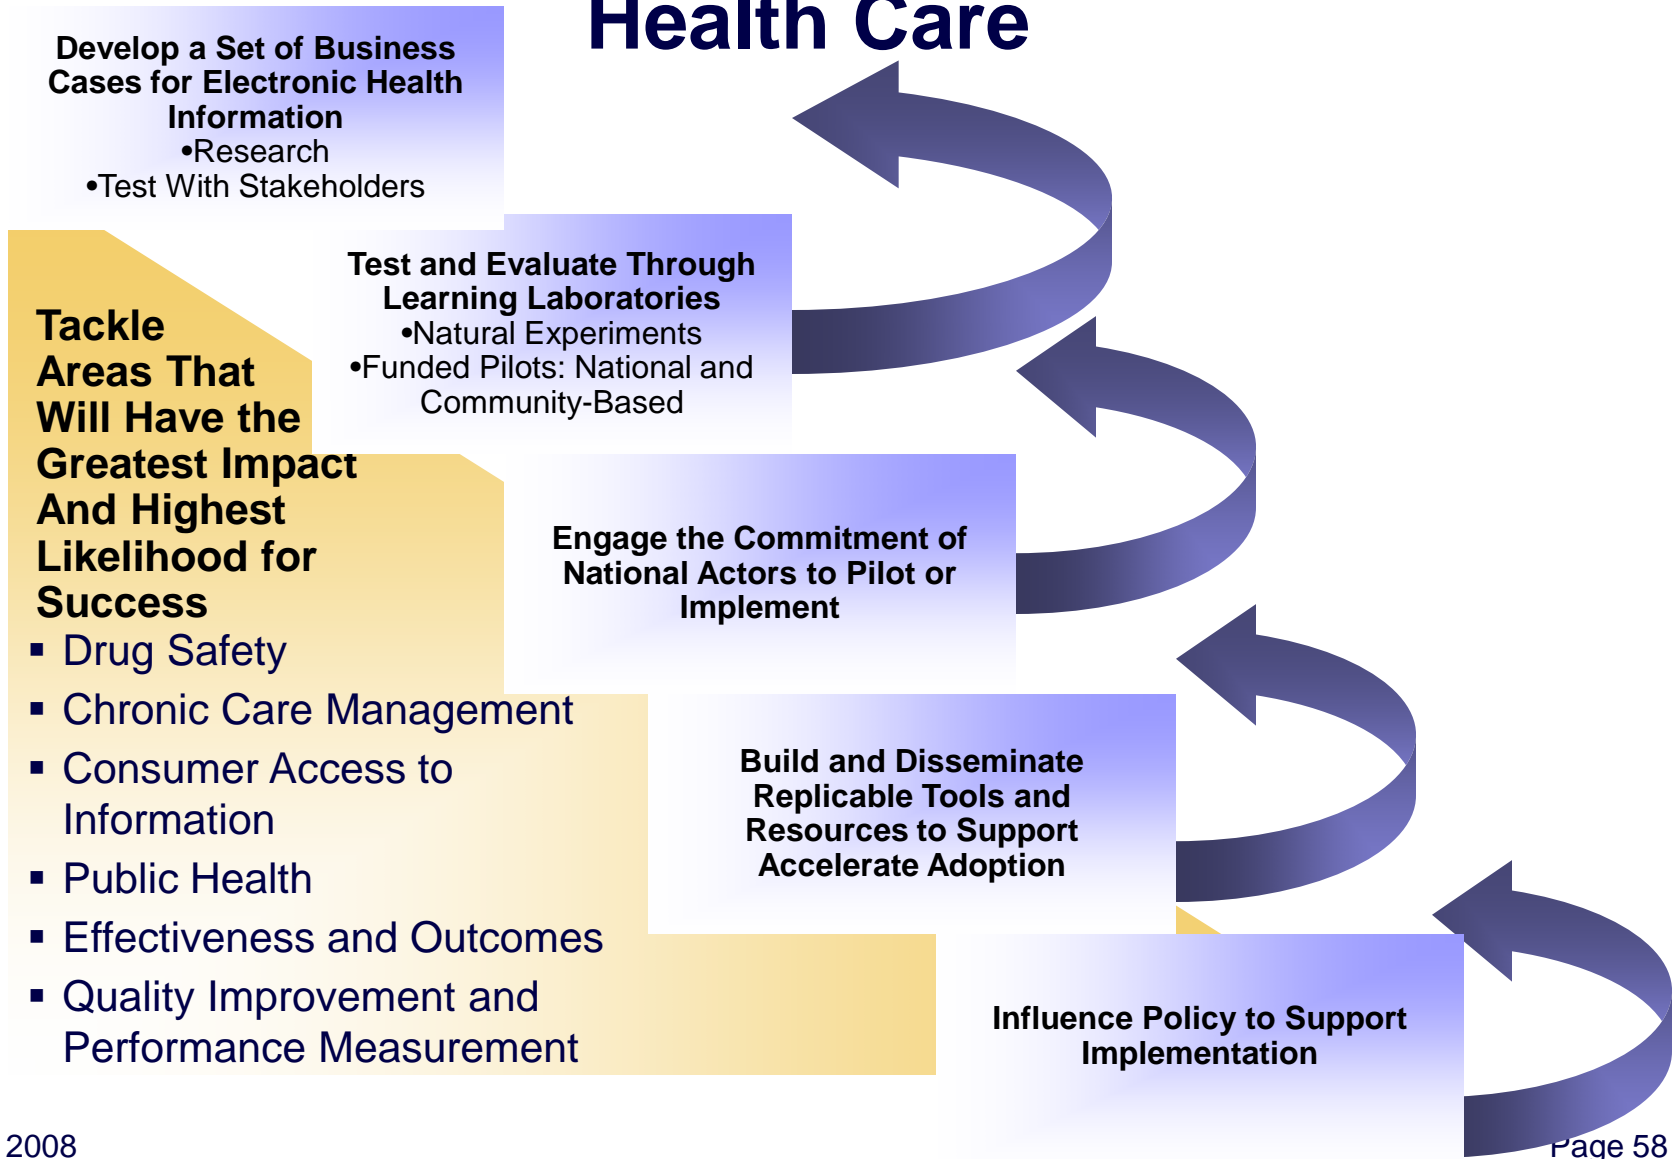 Health Care
Develop a Set of Business
Cases for Electronic Health
Information
•Research
•Test With Stakeholders
Test and Evaluate Through
Learning Laboratories
•Natural Experiments
•Funded Pilots: National and
Community-Based
Engage the Commitment of
National Actors to Pilot or
Implement
Build and Disseminate
Replicable Tools and
Resources to Support
Accelerate Adoption
Influence Policy to Support
Implementation
Tackle
Areas That
Will Have the
Greatest Impact
And Highest
Likelihood for
Success
▪ Drug Safety
▪ Chronic Care Management
▪ Consumer Access to
Information
▪ Public Health
▪ Effectiveness and Outcomes
▪ Quality Improvement and
Performance Measurement
2008
Page 58